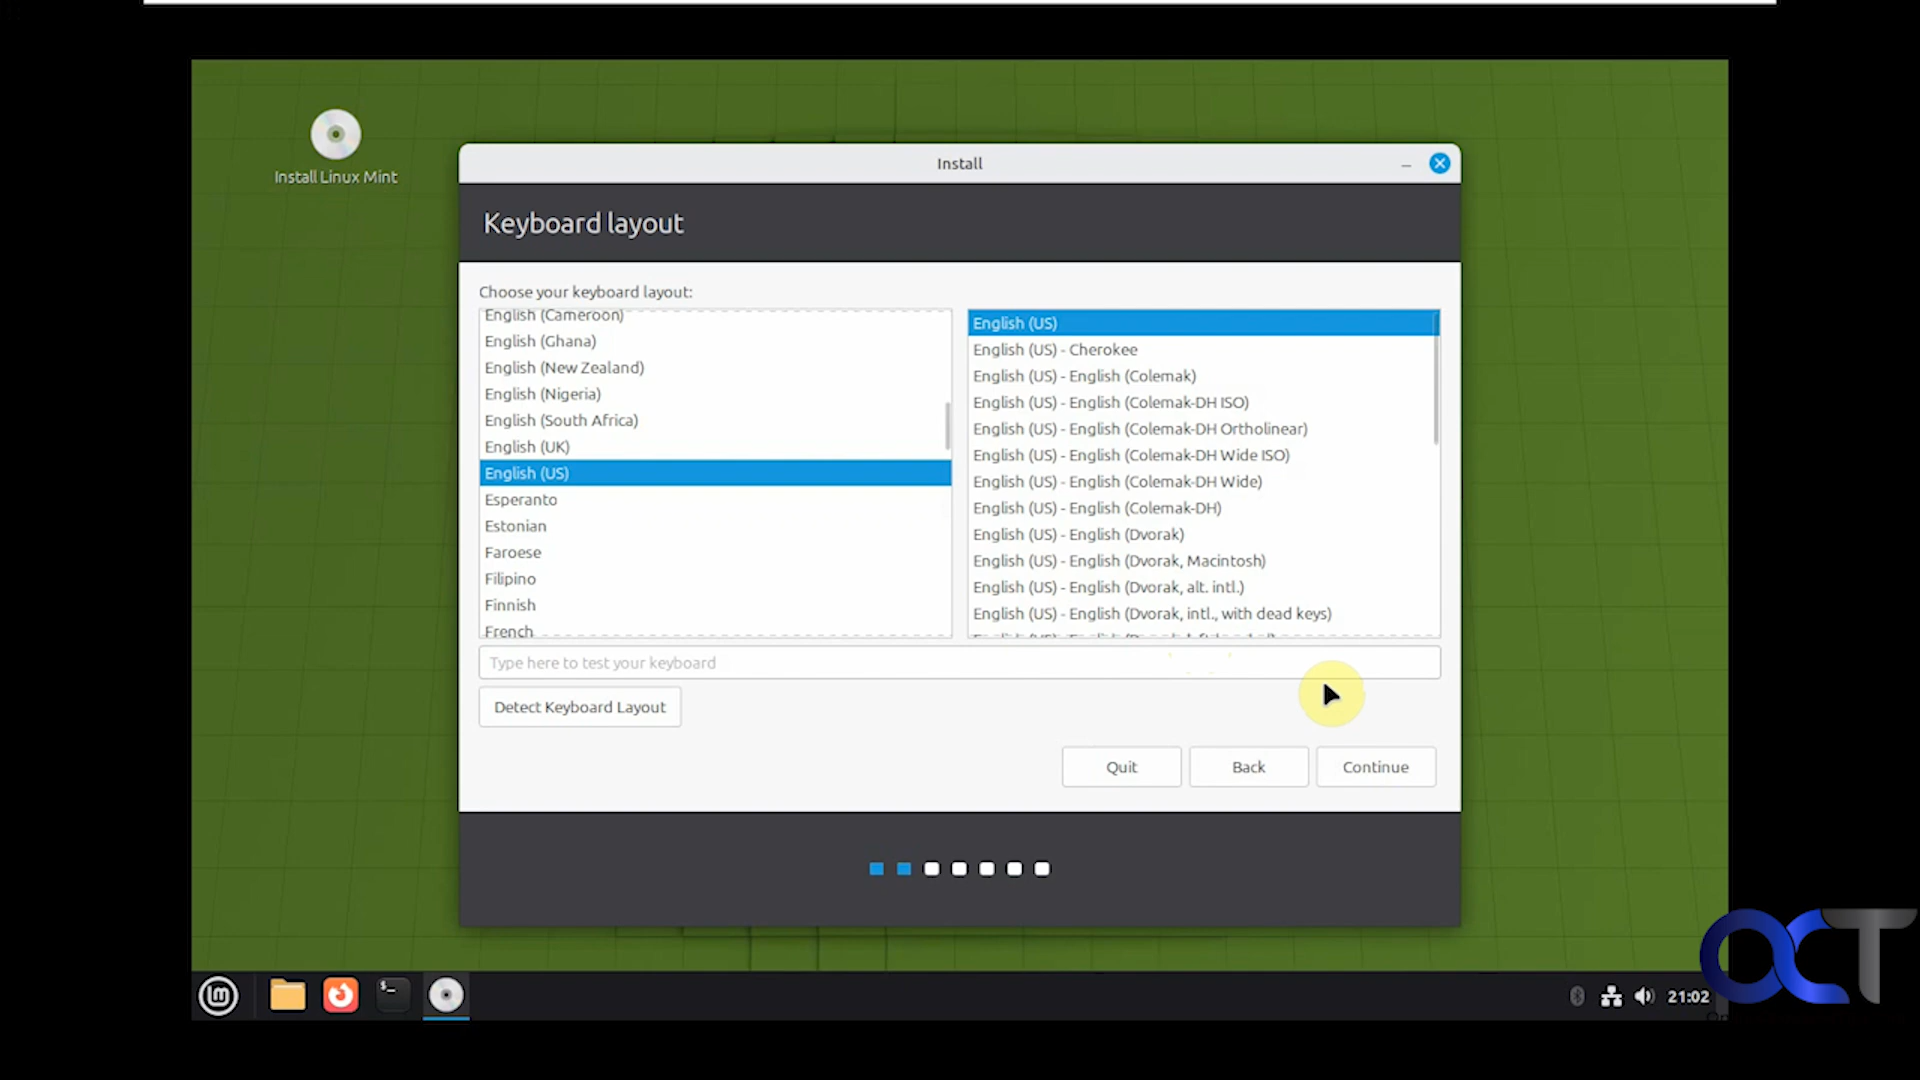 Install Linux Mint
Install
Keyboard layout
Choose your keyboard layout:
English (Cameroon)
English (Ghana)
English (New Zealand)
English (Nigeria)
English (South Africa)
English (UK)
English (US)
Esperanto
Estonian
Faroese
Filipino
Finnish
French
English (US)
English (US) - Cherokee
English (US) - English (Colemak)
English (US) - English (Colemak-DH ISO)
English (US) - English (Colemak-DH Ortholinear)
English (US) - English (Colemak-DH Wide ISO)
English (US) - English (Colemak-DH Wide)
English (US) - English (Colemak-DH)
English (US) - English (Dvorak)
English (US) - English (Dvorak, Macintosh)
English (US) - English (Dvorak, alt. intl.)
English (US) - English (Dvorak, intl., with dead keys)
Type here to test your keyboard
Detect Keyboard Layout
Quit
Back
Continue
21:02
OCT